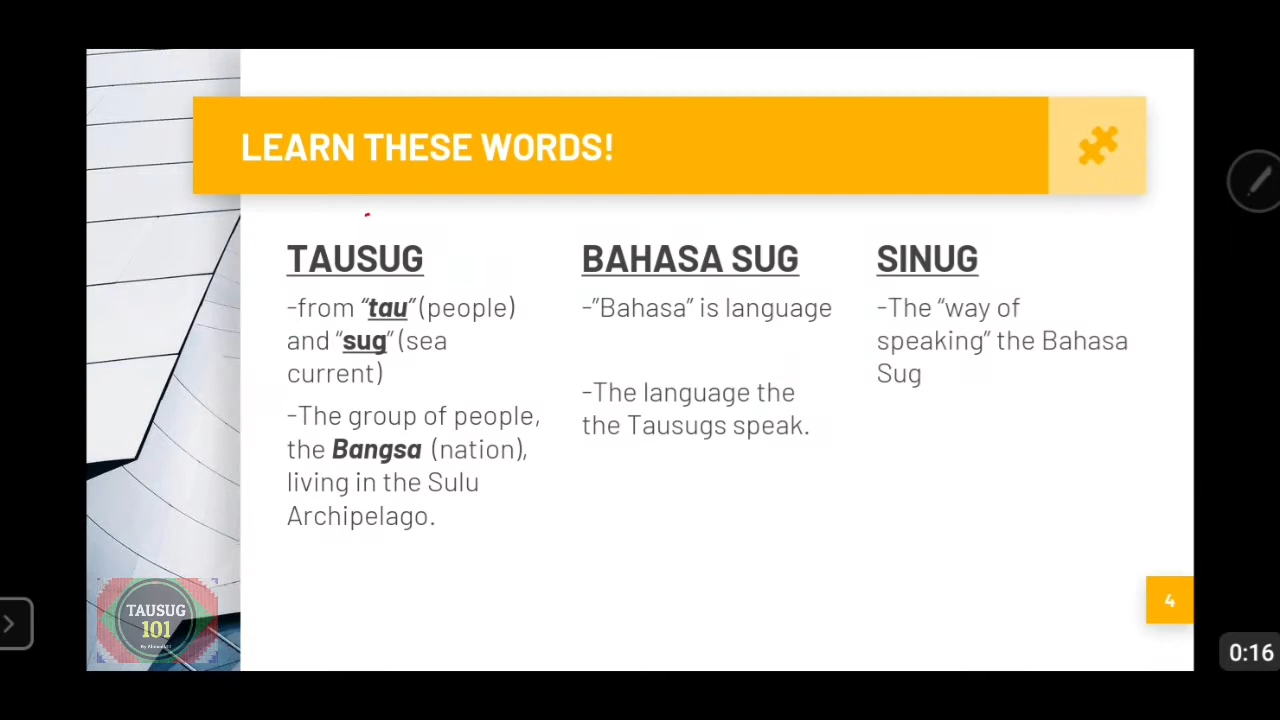 LEARN THESE WORDS!
TAUSUG
-from “tau” (people)
and “sug” (sea
current)
-The group of people,
the Bangsa (nation),
living in the Sulu
Archipelago.
BAHASA SUG
-”Bahasa” is language
-The language the
the Tausugs speak.
SINUG
-The “way of
speaking” the Bahasa
Sug
TAUSUG
101
4
0:16